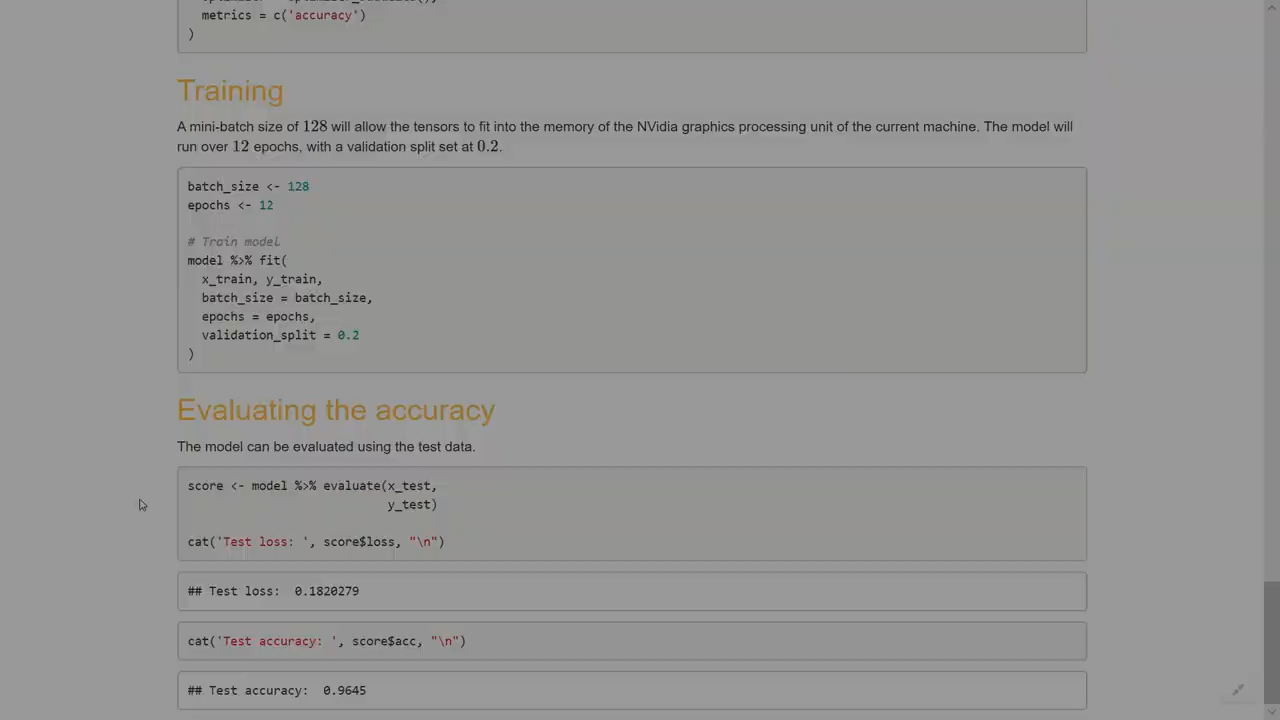 metrics = c('accuracy')
)
Training
A mini-batch size of 128 will allow the tensors to fit into the memory of the NVidia graphics processing unit of the current machine. The model will
run over 12 epochs, with a validation split set at 0.2.
batch_size <- 128
epochs <- 12
# Train model
model %>% fit(
x_train, y_train,
batch_size = batch_size,
epochs = epochs,
validation_split = 0.2
)
Evaluating the accuracy
The model can be evaluated using the test data.
score <- model %>% evaluate(x_test,
y_test)
cat('Test loss: ', score$loss, "\n")
## Test loss:  0.1820279
cat('Test accuracy: ', score$acc, "\n")
## Test accuracy:  0.9645